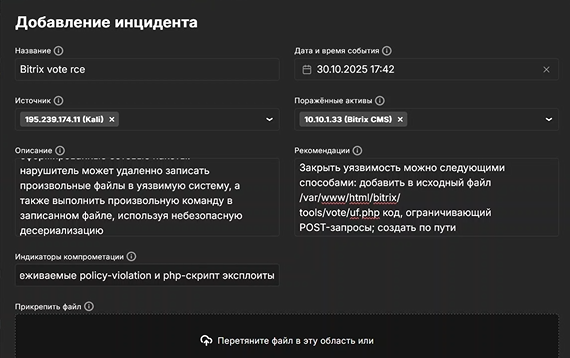 Добавление инцидента
Название
Дата и время события
Bitrix vote rce
30.10.2025 17:42
Источник
Поражённые активы
195.239.174.11 (Kali) ×
10.10.1.33 (Bitrix CMS) ×
Описание
Рекомендации
нарушитель может удаленно записать
произвольные файлы в уязвимую систему, а
также выполнить произвольную команду в
записанном файле, используя небезопасную
десериализацию
Закрыть уязвимость можно следующими
способами: добавить в исходный файл
/var/www/html/bitrix/
tools/vote/uf.php код, ограничивающий
POST-запросы; создать по пути
Индикаторы компрометации
еживаемые policy-violation и php-скрипт эксплоиты
Прикрепить файл
Перетяните файл в эту область или